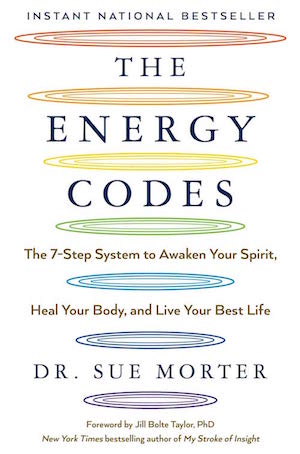 INSTANT NATIONAL BESTSELLER
THE
ENERGY
CODES
The 7-Step System to Awaken Your Spirit,
Heal Your Body, and Live Your Best Life
DR. SUE MORTER
Foreword by Jill Bolte Taylor, PhD
New York Times bestselling author of My Stroke of Insight